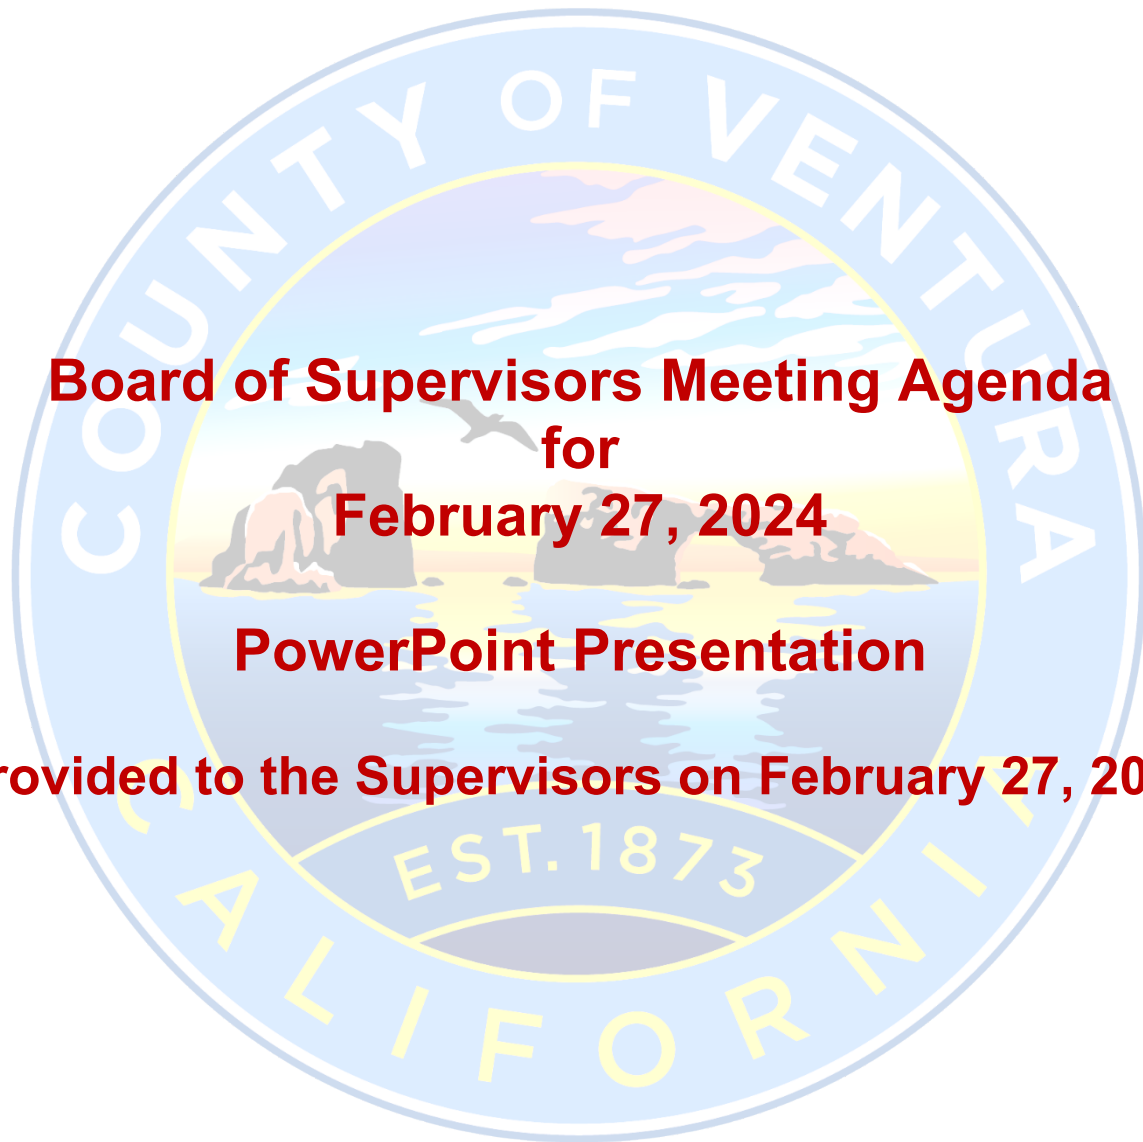 COUNTY OF VENTURA
Board of Supervisors Meeting Agenda
for
February 27, 2024
PowerPoint Presentation
rovided to the Supervisors on February 27, 20
EST. 1873
CALIFORNIA